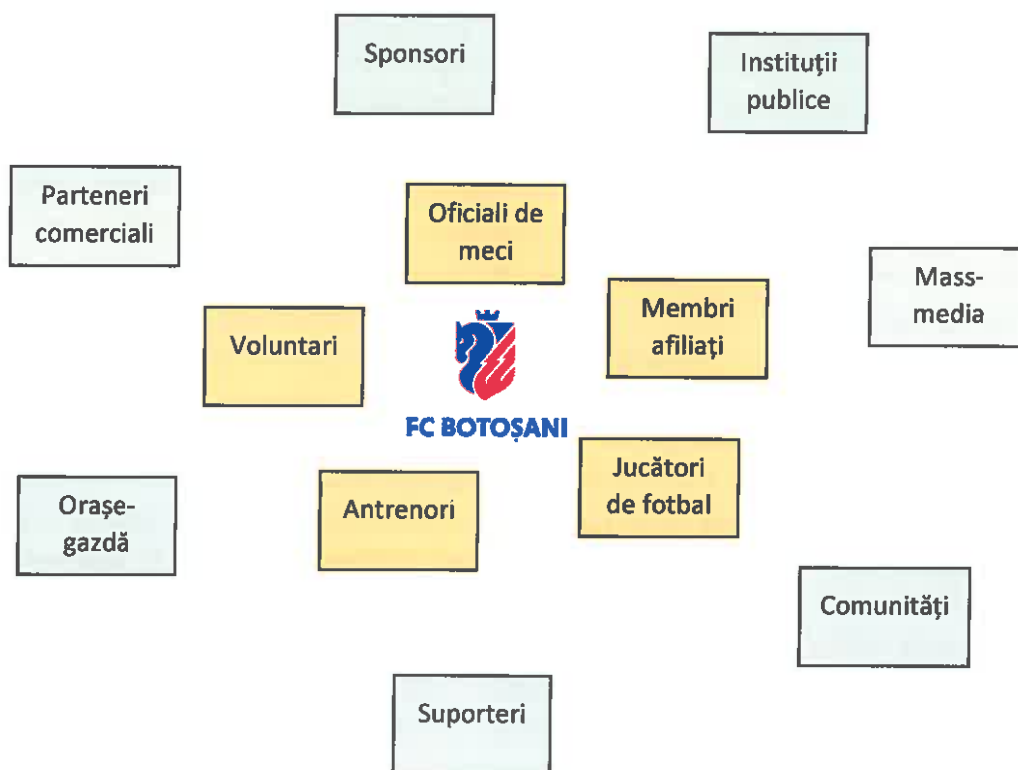 Sponsori
Instituții
publice
Parteneri
comerciali
Oficiali de
meci
Mass-
media
Membri
afiliați
Voluntari
FC BOTOȘANI
Jucători
de fotbal
Antrenori
Orașe-
gazdă
Comunități
Suporteri